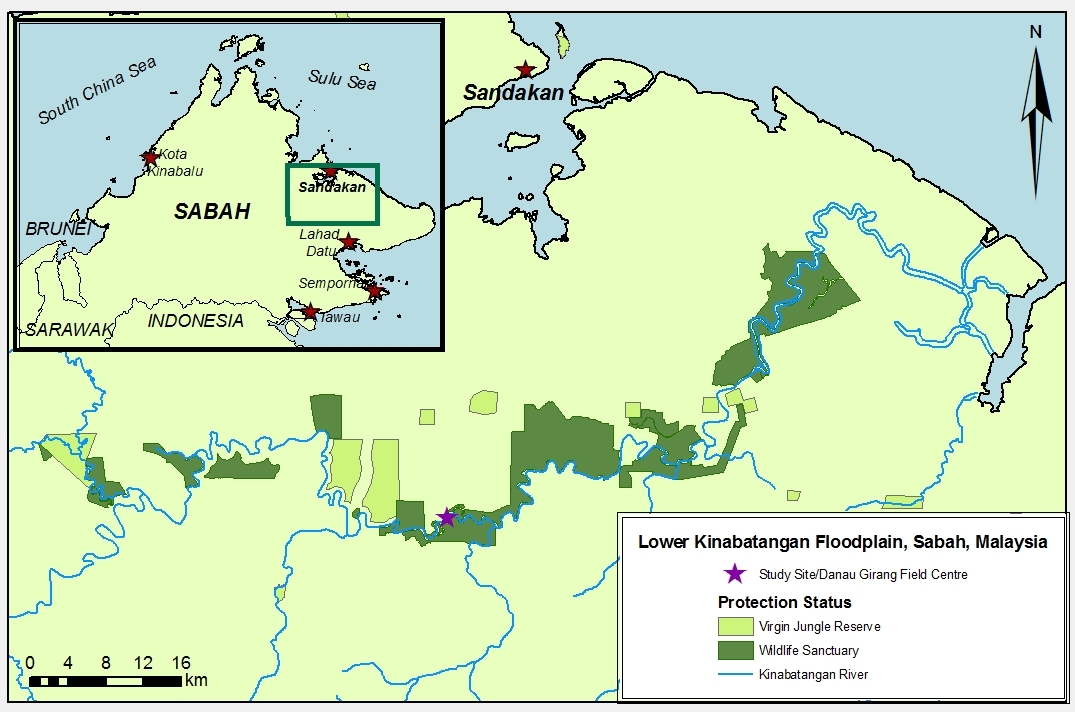 South China Sea
Sulu Sea
Kota
Kinabalu
SABAH
Sandakan
BRUNEI
Lahad
Datu
Semporna
Tawau
INDONESIA
SARAWAK
Sandakan
N
Lower Kinabatangan Floodplain, Sabah, Malaysia
Study Site/Danau Girang Field Centre
Protection Status
Virgin Jungle Reserve
Wildlife Sanctuary
Kinabatangan River
0 4 8 12 16
km